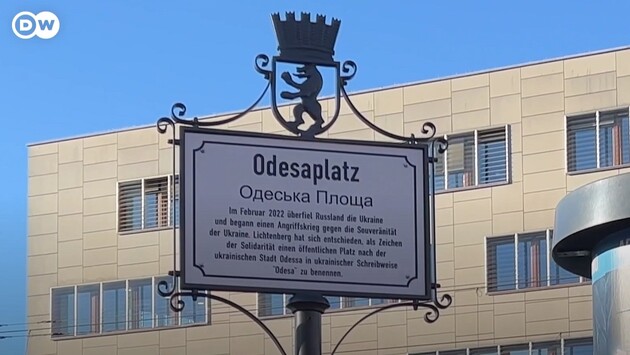 DW
Odesaplatz
Одеська Площа
Im Februar 2022 überfiel Russland die Ukraine
und begann einen Angriffskrieg gegen die Souveränität
der Ukraine. Lichtenberg hat sich entschieden, als Zeichen
der Solidarität einen öffentlichen Platz nach der
ukrainischen Stadt Odessa in ukrainischer Schreibweise
"Odesa" zu benennen.